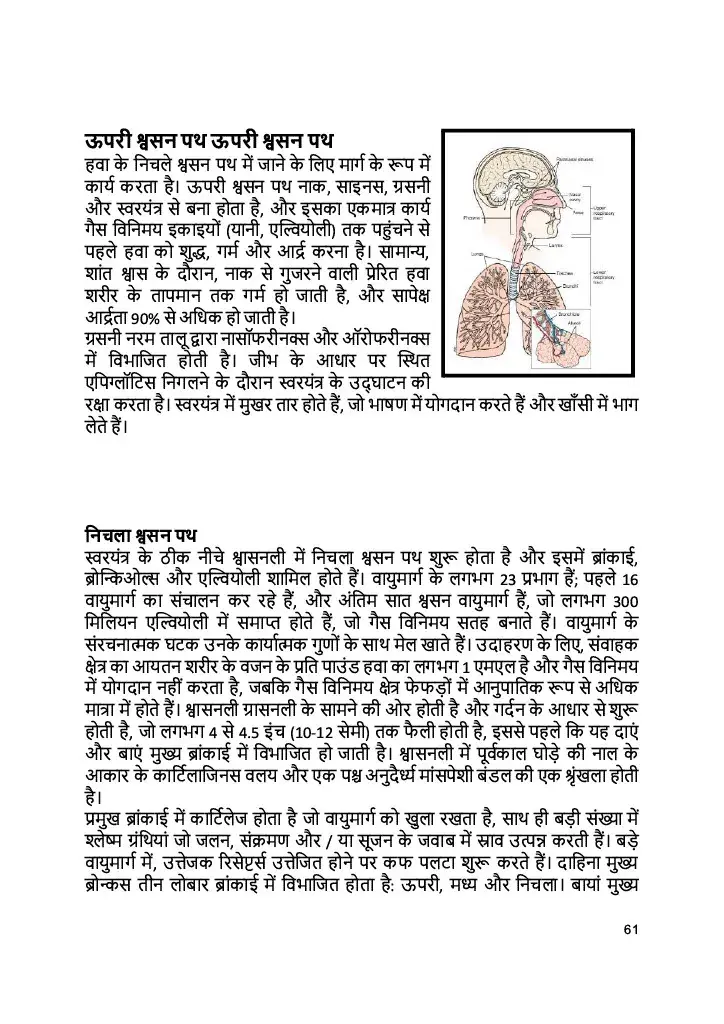 ऊपरी श्वसन पथ ऊपरी श्वसन पथ
हवा के निचले श्वसन पथ में जाने के लिए मार्ग के रूप में
कार्य करता है। ऊपरी श्वसन पथ नाक, साइनस, ग्रसनी
और स्वरयंत्र से बना होता है, और इसका एकमात्र कार्य
गैस विनिमय इकाइयों (यानी, एल्वियोली) तक पहुंचने से
पहले हवा को शुद्ध, गर्म और आर्द्र करना है। सामान्य,
शांत श्वास के दौरान, नाक से गुजरने वाली प्रेरित हवा
शरीर के तापमान तक गर्म हो जाती है, और सापेक्ष
आर्द्रता 90% से अधिक हो जाती है।
ग्रसनी नरम तालू द्वारा नासॉफरीनक्स और ऑरोफरीनक्स
में विभाजित होती है। जीभ के आधार पर स्थित
एपिग्लॉटिस निगलने के दौरान स्वरयंत्र के उद्घाटन की
रक्षा करता है। स्वरयंत्र में मुखर तार होते हैं, जो भाषण में योगदान करते हैं और खाँसी में भाग
लेते हैं।
Paranasal sinuses
Nasal
cavity
Nose
Pharynx
Upper
respiratory
tract
Larynx
Lungs
Trachea
Bronchi
Lower
respiratory
tract
Bronchiole
Alveoli
निचला श्वसन पथ
स्वरयंत्र के ठीक नीचे श्वासनली में निचला श्वसन पथ शुरू होता है और इसमें ब्रांकाई,
ब्रोन्किओल्स और एल्वियोली शामिल होते हैं। वायुमार्ग के लगभग 23 प्रभाग हैं; पहले 16
वायुमार्ग का संचालन कर रहे हैं, और अंतिम सात श्वसन वायुमार्ग हैं, जो लगभग 300
मिलियन एल्वियोली में समाप्त होते हैं, जो गैस विनिमय सतह बनाते हैं। वायुमार्ग के
संरचनात्मक घटक उनके कार्यात्मक गुणों के साथ मेल खाते हैं। उदाहरण के लिए, संवाहक
क्षेत्र का आयतन शरीर के वजन के प्रति पाउंड हवा का लगभग 1 एमएल है और गैस विनिमय
में योगदान नहीं करता है, जबकि गैस विनिमय क्षेत्र फेफड़ों में आनुपातिक रूप से अधिक
मात्रा में होते हैं। श्वासनली ग्रासनली के सामने की ओर होती है और गर्दन के आधार से शुरू
होती है, जो लगभग 4 से 4.5 इंच (10-12 सेमी) तक फैली होती है, इससे पहले कि यह दाएं
और बाएं मुख्य ब्रांकाई में विभाजित हो जाती है। श्वासनली में पूर्वकाल घोड़े की नाल के
आकार के कार्टिलाजिनस वलय और एक पश्च अनुदैर्ध्य मांसपेशी बंडल की एक श्रृंखला होती
है।
प्रमुख ब्रांकाई में कार्टिलेज होता है जो वायुमार्ग को खुला रखता है, साथ ही बड़ी संख्या में
श्लेष्म ग्रंथियां जो जलन, संक्रमण और / या सूजन के जवाब में स्राव उत्पन्न करती हैं। बड़े
वायुमार्ग में, उत्तेजक रिसेप्टर्स उत्तेजित होने पर कफ पलटा शुरू करते हैं। दाहिना मुख्य
ब्रोन्कस तीन लोबार ब्रांकाई में विभाजित होता है: ऊपरी, मध्य और निचला। बायां मुख्य
61